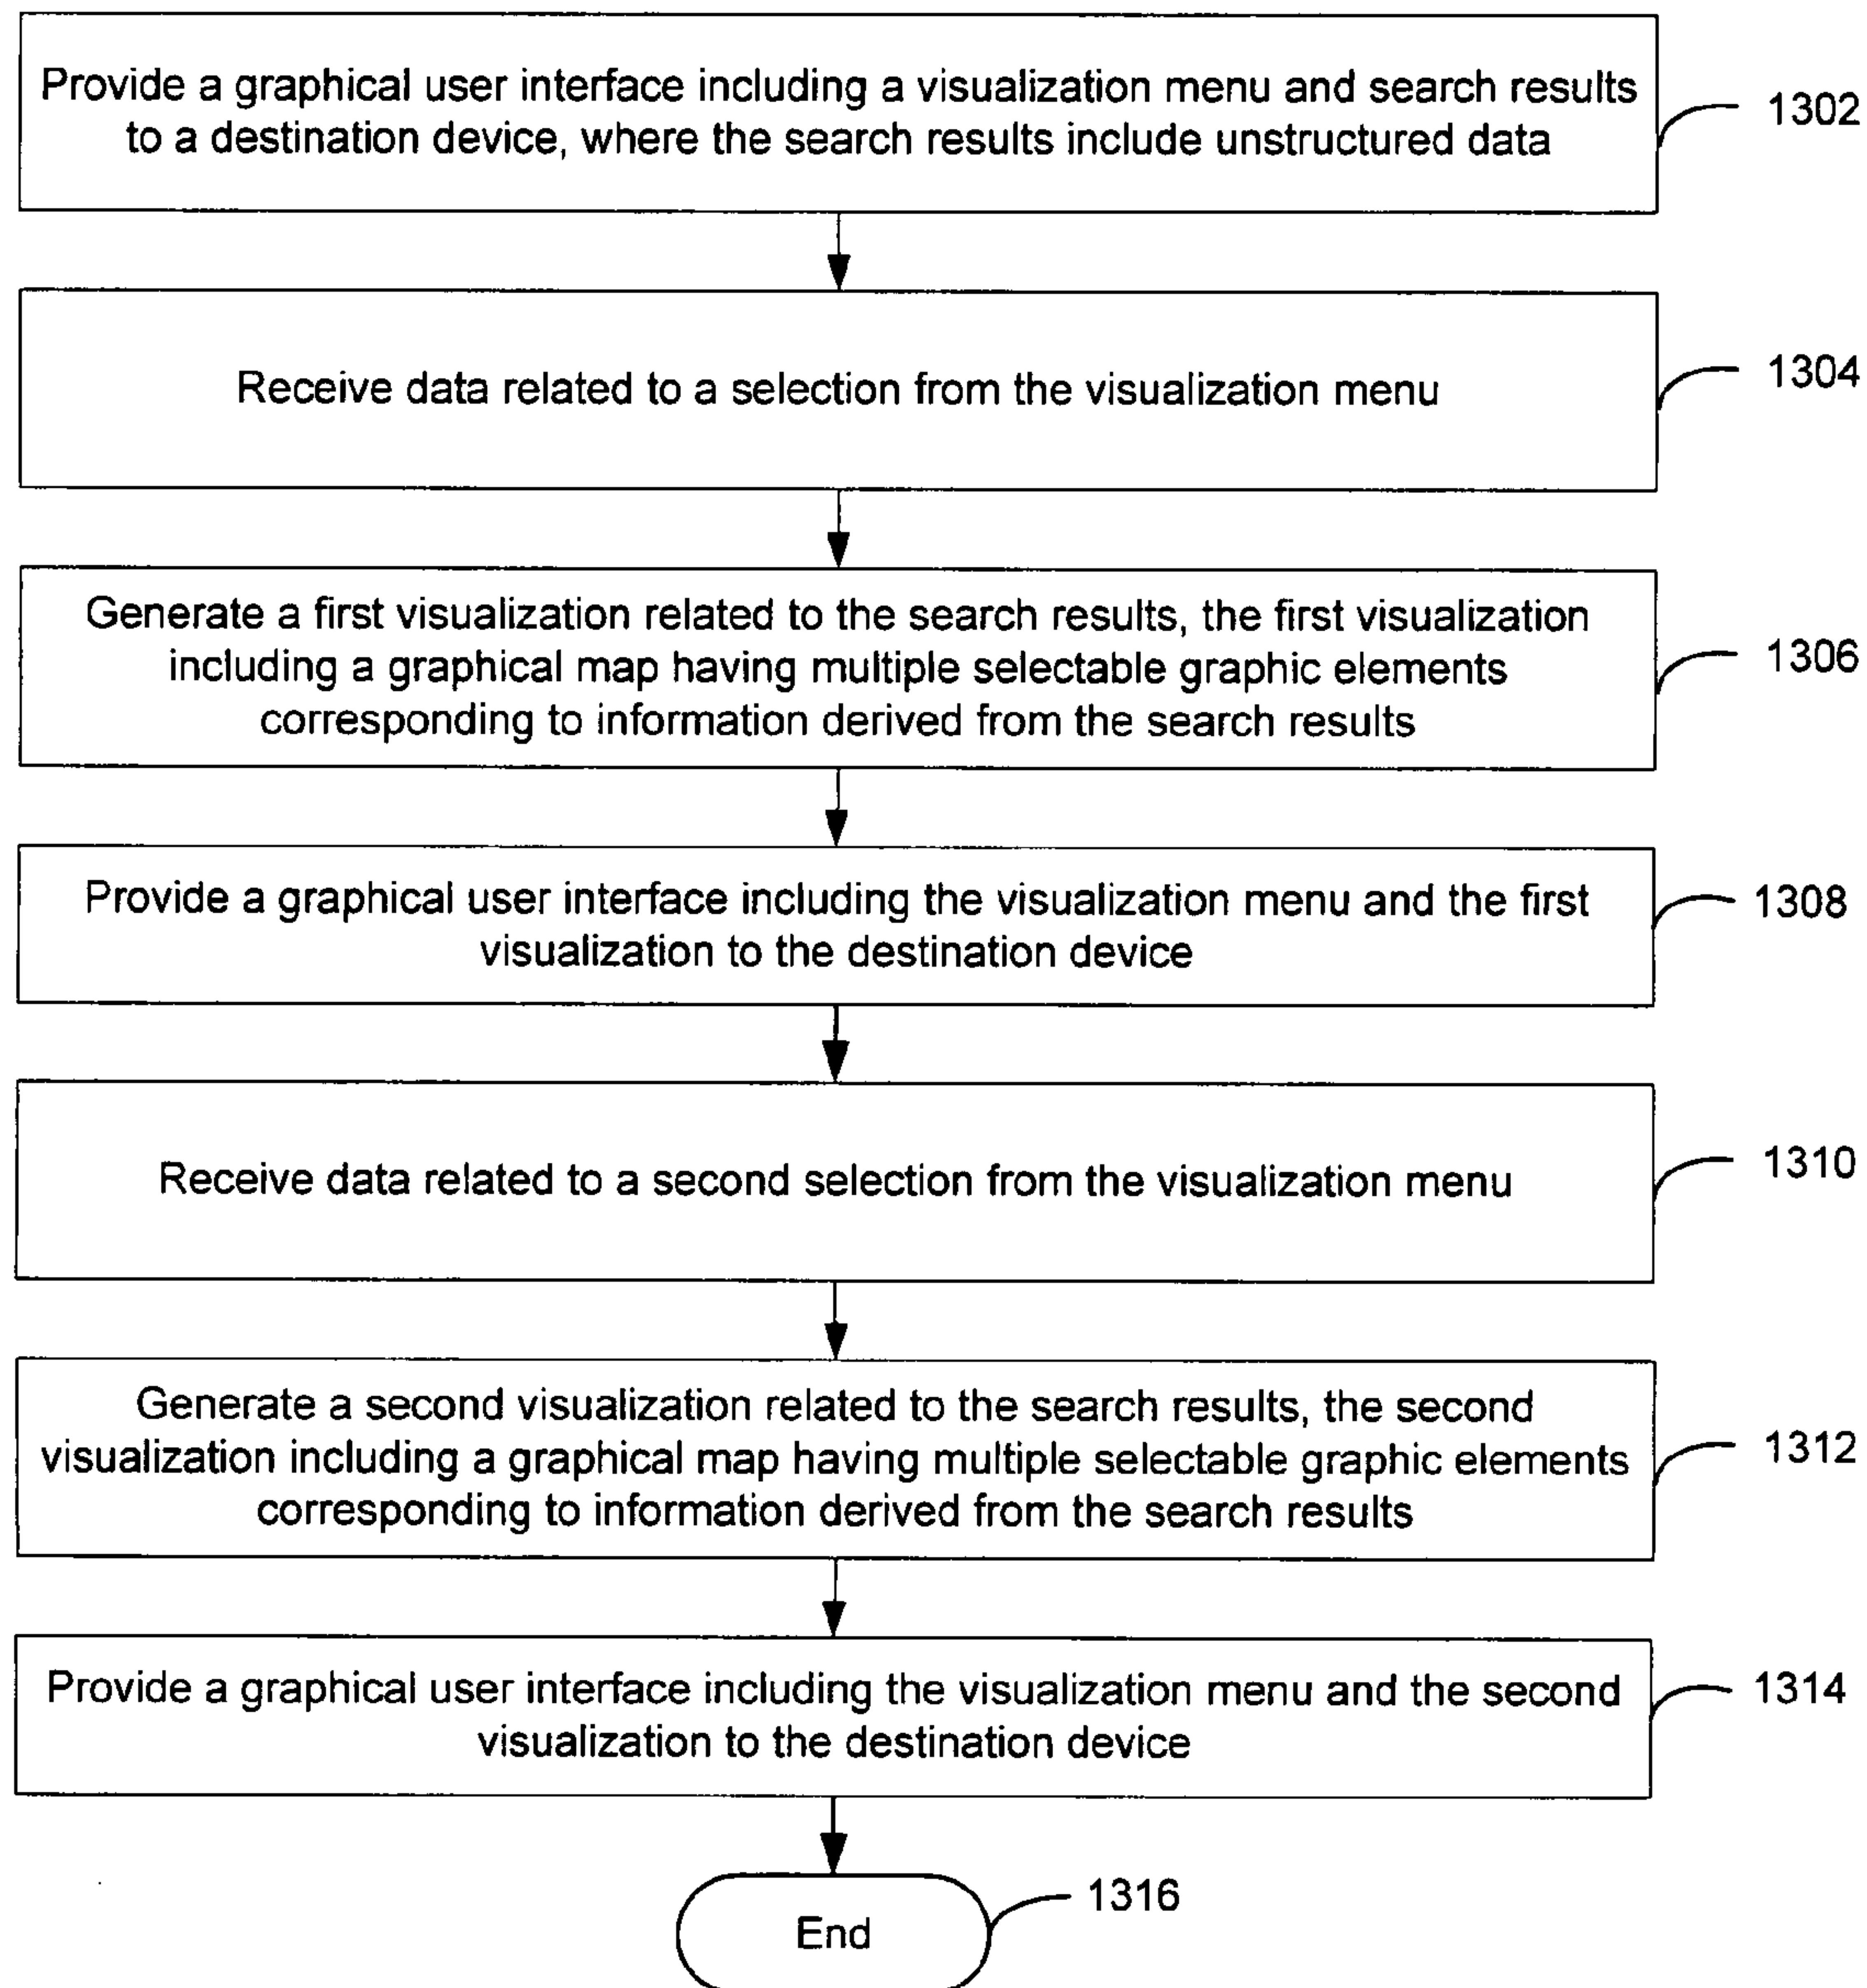 Provide a graphical user interface including a visualization menu and search results
to a destination device, where the search results include unstructured data
1302
Receive data related to a selection from the visualization menu
1304
Generate a first visualization related to the search results, the first visualization
including a graphical map having multiple selectable graphic elements
corresponding to information derived from the search results
1306
Provide a graphical user interface including the visualization menu and the first
visualization to the destination device
1308
Receive data related to a second selection from the visualization menu
1310
Generate a second visualization related to the search results, the second
visualization including a graphical map having multiple selectable graphic elements
corresponding to information derived from the search results
1312
Provide a graphical user interface including the visualization menu and the second
visualization to the destination device
1314
End
1316